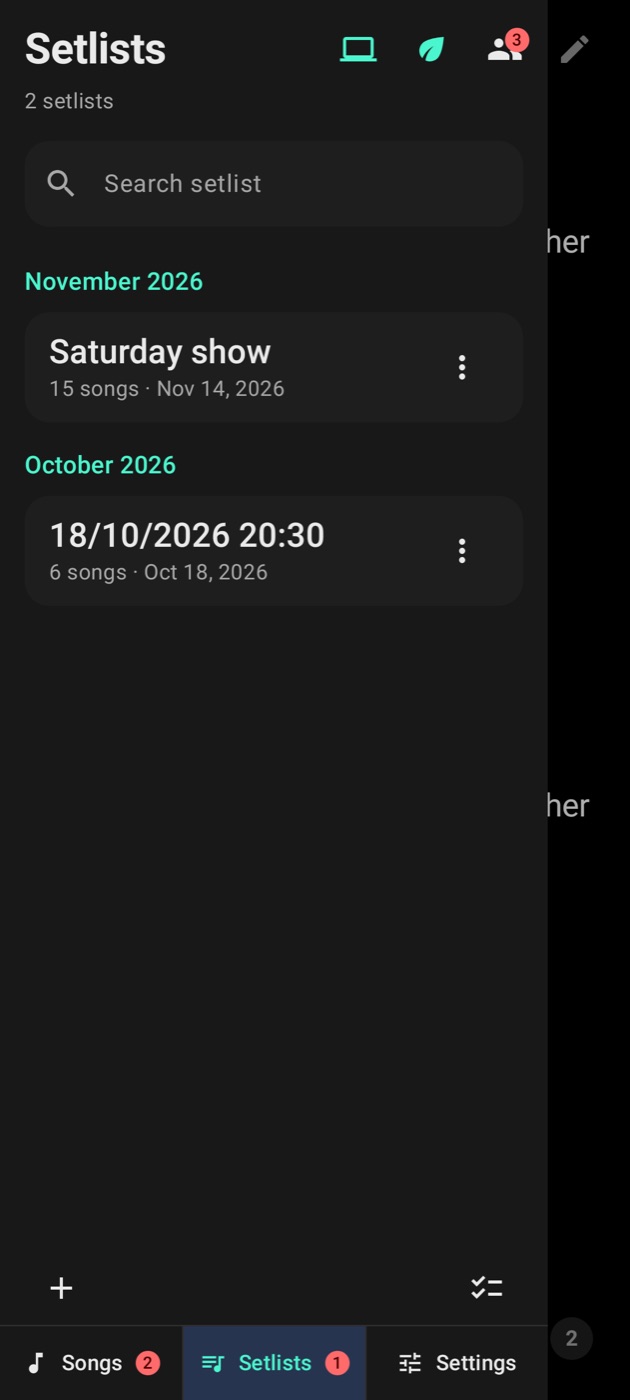 Setlists
3
2 setlists
Search setlist
her
November 2026
Saturday show
15 songs · Nov 14, 2026
October 2026
18/10/2026 20:30
6 songs · Oct 18, 2026
her
2
Songs 2
Setlists 1
Settings